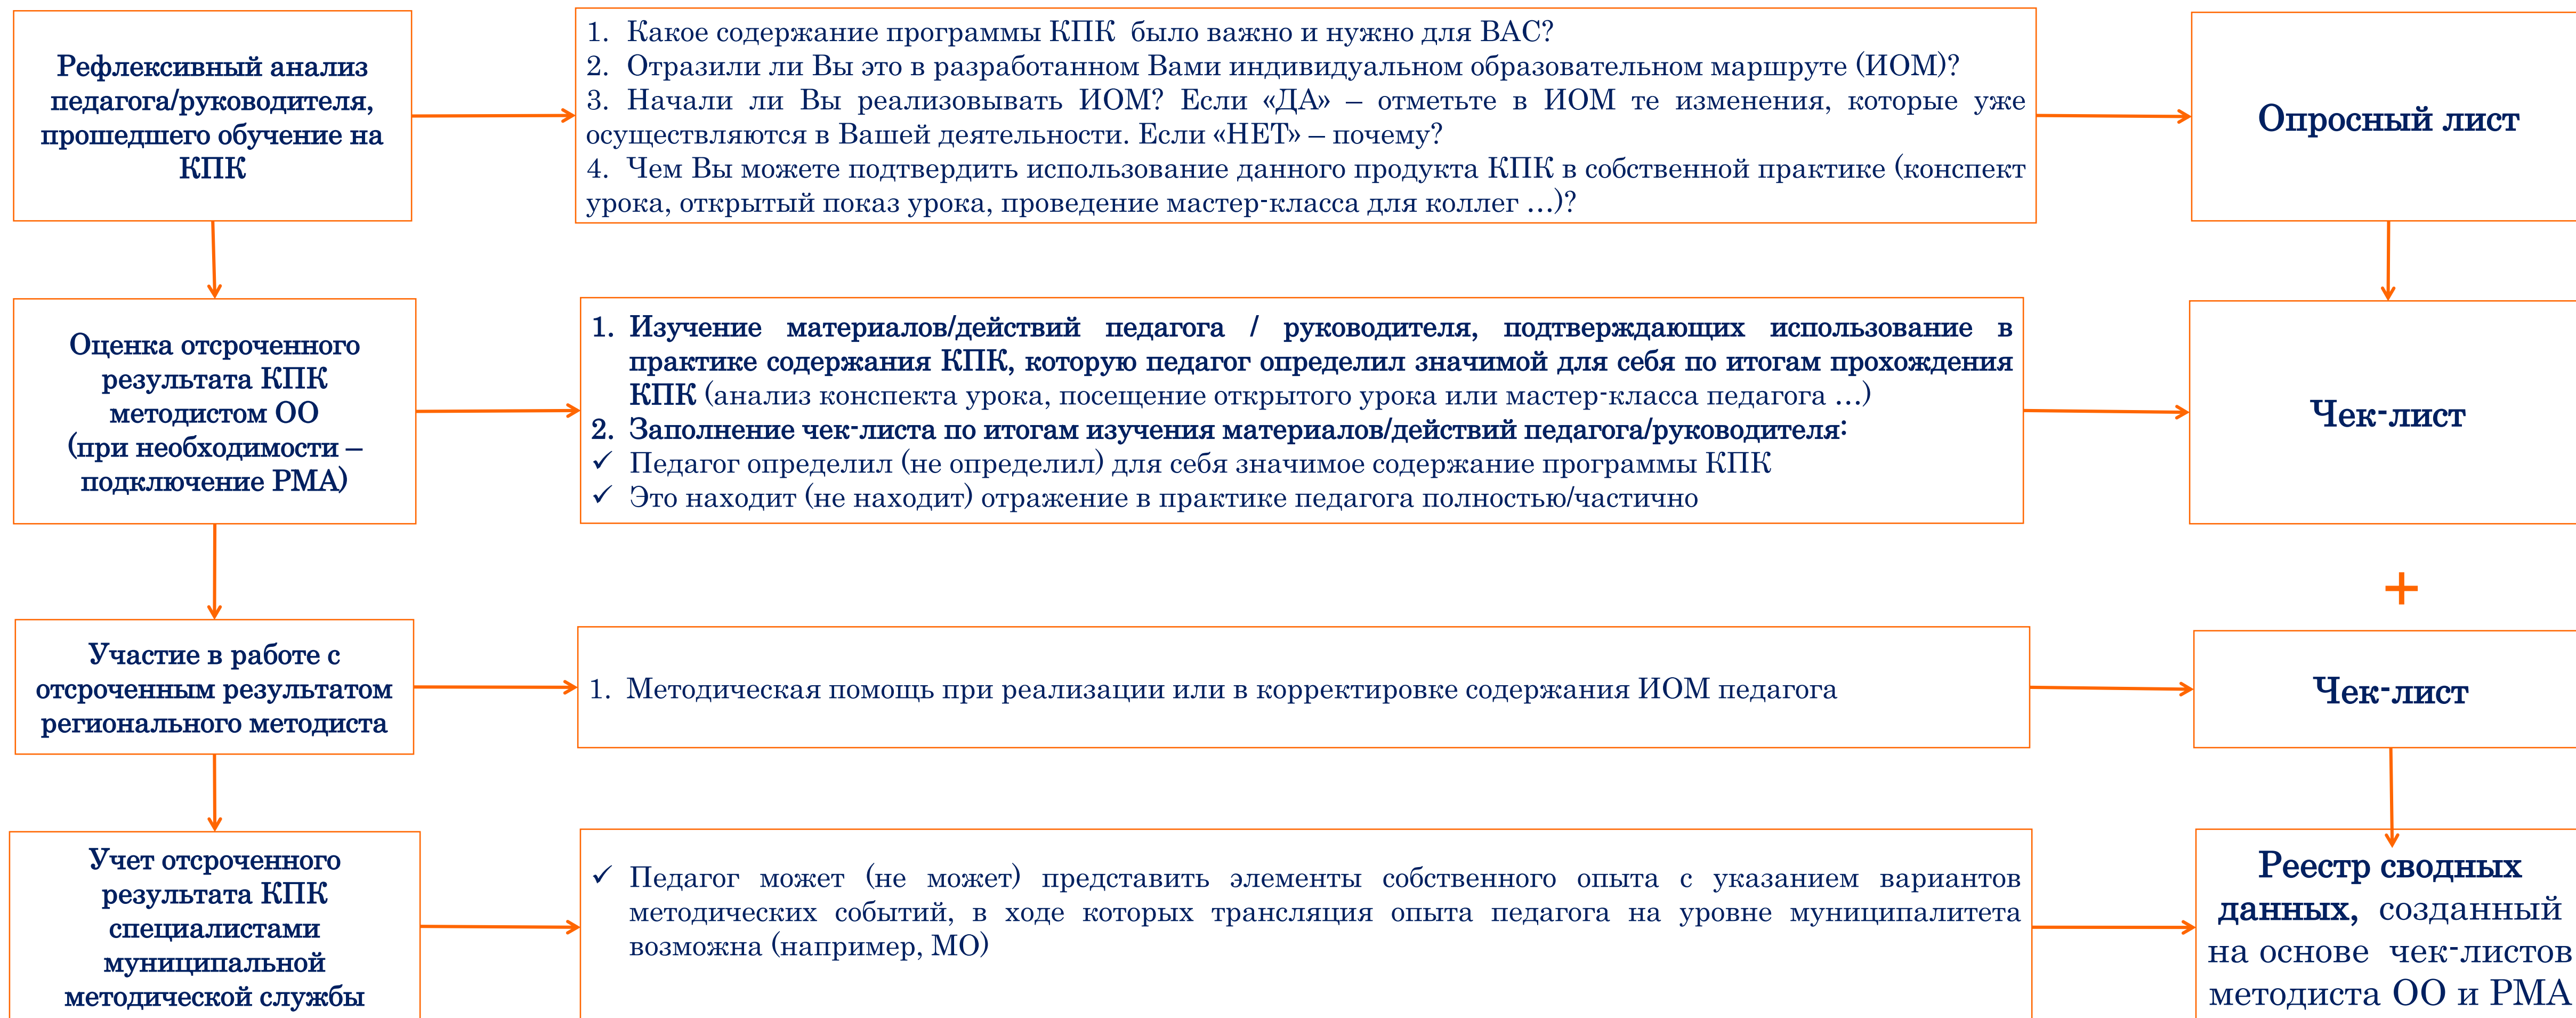 Рефлексивный анализ
педагога/руководителя,
прошедшего обучение на
КПК
1. Какое содержание программы КПК было важно и нужно для ВАС?
2. Отразили ли Вы это в разработанном Вами индивидуальном образовательном маршруте (ИОМ)?
3. Начали ли Вы реализовывать ИОМ? Если «ДА» – отметьте в ИОМ те изменения, которые уже
осуществляются в Вашей деятельности. Если «НЕТ» – почему?
4. Чем Вы можете подтвердить использование данного продукта КПК в собственной практике (конспект
урока, открытый показ урока, проведение мастер-класса для коллег ...)?
Опросный лист
Оценка отсроченного
результата КПК
методистом ОО
(при необходимости –
подключение РМА)
1. Изучение материалов/действий педагога / руководителя, подтверждающих использование в
практике содержания КПК, которую педагог определил значимой для себя по итогам прохождения
КПК (анализ конспекта урока, посещение открытого урока или мастер-класса педагога ...)
2. Заполнение чек-листа по итогам изучения материалов/действий педагога/руководителя:
✓ Педагог определил (не определил) для себя значимое содержание программы КПК
✓ Это находит (не находит) отражение в практике педагога полностью/частично
Чек-лист
+
Участие в работе с
отсроченным результатом
регионального методиста
1. Методическая помощь при реализации или в корректировке содержания ИОМ педагога
Чек-лист
Учет отсроченного
результата КПК
специалистами
муниципальной
методической службы
✓ Педагог может (не может) представить элементы собственного опыта с указанием вариантов
методических событий, в ходе которых трансляция опыта педагога на уровне муниципалитета
возможна (например, МО)
Реестр сводных
данных, созданный
на основе чек-листов
методиста ОО и РМА